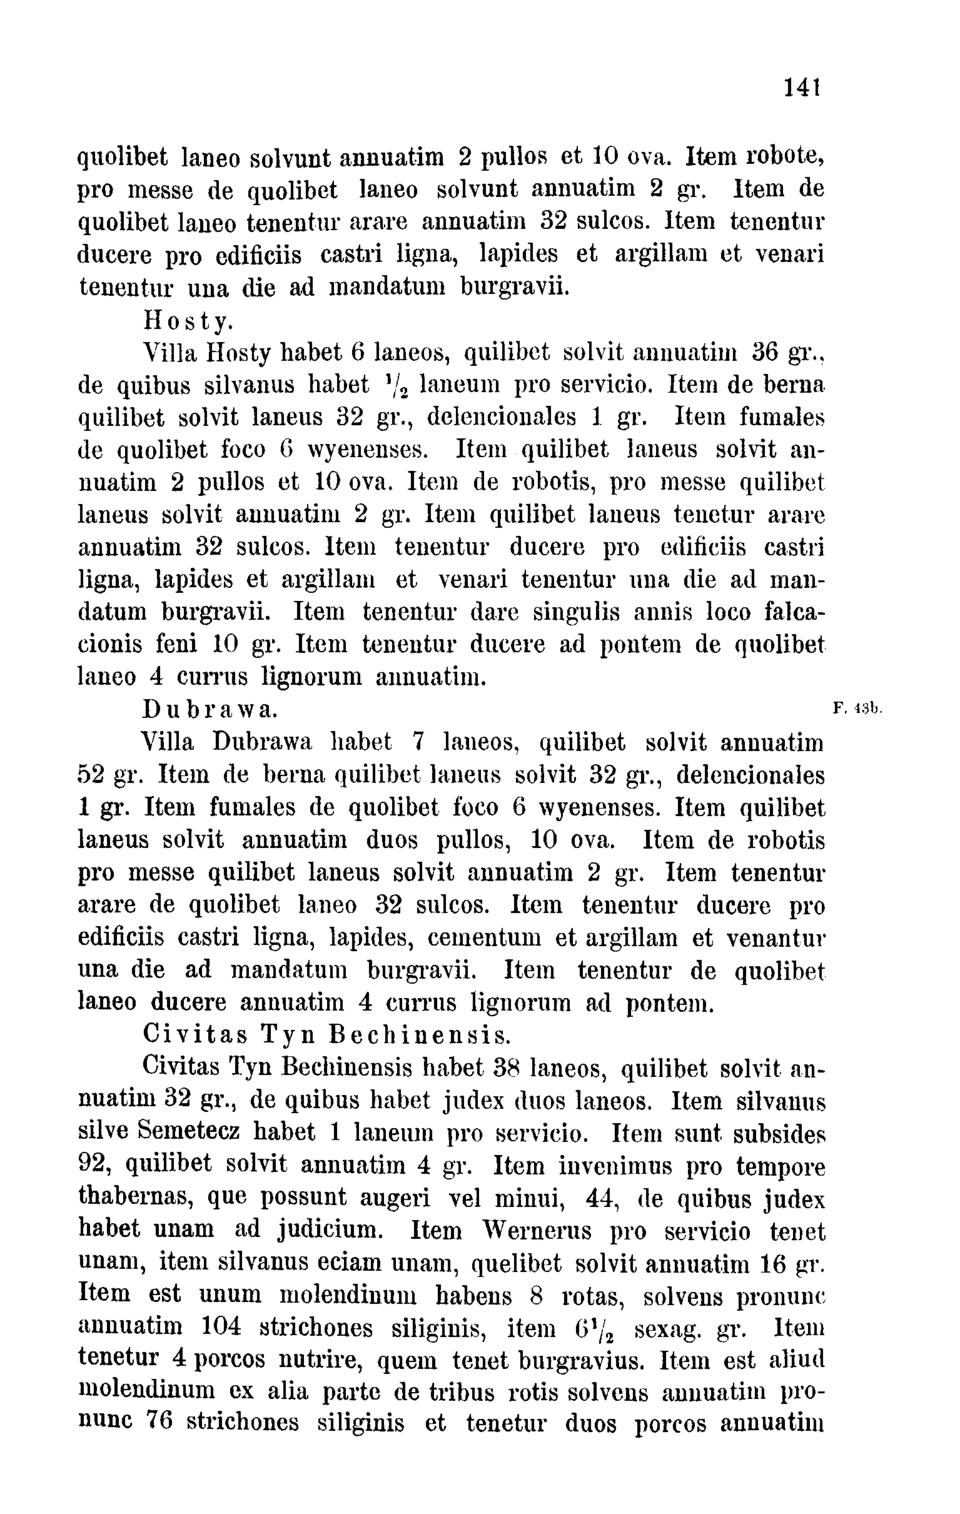 141
quolibet laneo solvunt annuatim 2 pullos et 10 ova. Item robote,
pro messe de quolibet laneo solvunt annuatim 2 gr. Item de
quolibet laneo tenentur arare annuatim 32 sulcos. Item tenentur
ducere pro edificiis castri ligna, lapides et argillam et venari
tenentur una die ad mandatum burgravii.
Hosty.
Villa Hosty habet 6 laneos, quilibet solvit annuatim 36 gr.,
de quibus silvanus habet 1/2 laneum pro servicio. Item de berna
quilibet solvit laneus 32 gr., delencionales 1 gr. Item fumales
de quolibet foco 6 wyenenses. Item quilibet laneus solvit an-
nuatim 2 pullos et 10 ova. Item de robotis, pro messe quilibet
laneus solvit annuatim 2 gr. Item quilibet laneus tenetur arare
annuatim 32 sulcos. Item tenentur ducere pro edificiis castri
ligna, lapides et argillam et venari tenentur una die ad man-
datum burgravii. Item tenentur dare singulis annis loco falca-
cionis feni 10 gr. Item tenentur ducere ad pontem de quolibet
laneo 4 currus lignorum annuatim.
Dubrawa. F. 43b.
Villa Dubrawa habet 7 laneos, quilibet solvit annuatim
52 gr. Item de berna quilibet laneus solvit 32 gr., delencionales
1 gr. Item fumales de quolibet foco 6 wyenenses. Item quilibet
laneus solvit annuatim duos pullos, 10 ova. Item de robotis
pro messe quilibet laneus solvit annuatim 2 gr. Item tenentur
arare de quolibet laneo 32 sulcos. Item tenentur ducere pro
edificiis castri ligna, lapides, cementum et argillam et venantur
una die ad mandatum burgravii. Item tenentur de quolibet
laneo ducere annuatim 4 currus lignorum ad pontem.
Civitas Tyn Bechinensis.
Civitas Tyn Bechinensis habet 38 laneos, quilibet solvit an-
nuatim 32 gr., de quibus habet judex duos laneos. Item silvanus
silve Semetecz habet 1 laneum pro servicio. Item sunt subsides
92, quilibet solvit annuatim 4 gr. Item invenimus pro tempore
thabernas, que possunt augeri vel minui, 44, de quibus judex
habet unam ad judicium. Item Wernerus pro servicio tenet
unam, item silvanus eciam unam, quelibet solvit annuatim 16 gr.
Item est unum molendinum habens 8 rotas, solvens pronunc
annuatim 104 strichones siliginis, item 6 1/2 sexag. gr. Item
tenetur 4 porcos nutrire, quem tenet burgravius. Item est aliud
molendinum ex alia parte de tribus rotis solvens annuatim pro-
nunc 76 strichones siliginis et tenetur duos porcos annuatim